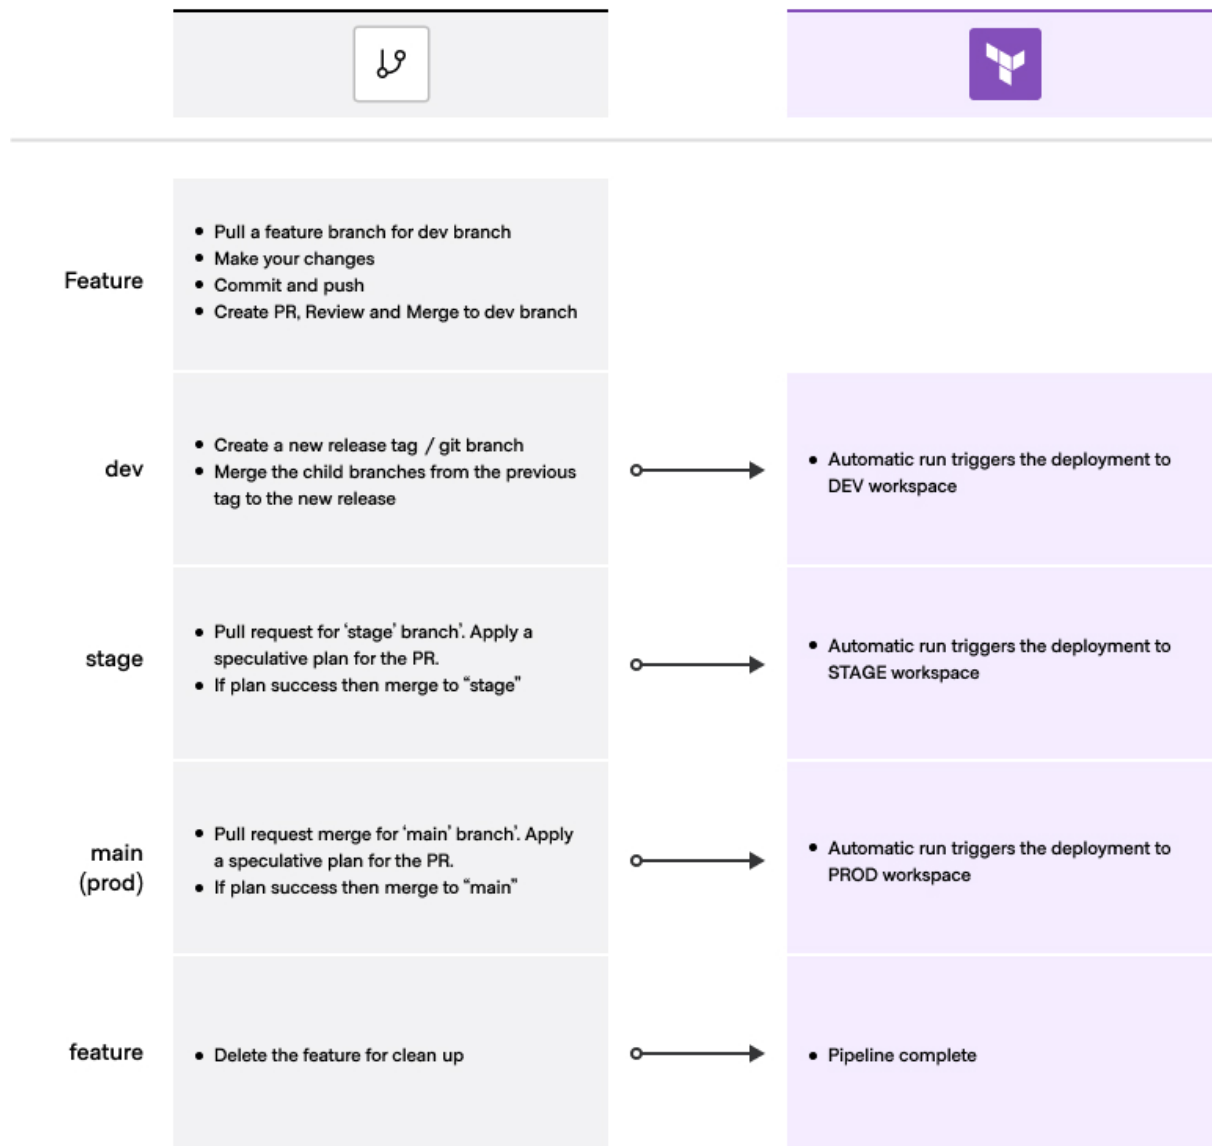 Feature
• Pull a feature branch for dev branch
• Make your changes
• Commit and push
• Create PR, Review and Merge to dev branch
dev
• Create a new release tag / git branch
• Merge the child branches from the previous
tag to the new release
• Automatic run triggers the deployment to
DEV workspace
stage
• Pull request for ‘stage’ branch’. Apply a
speculative plan for the PR.
• If plan success then merge to “stage”
• Automatic run triggers the deployment to
STAGE workspace
main
(prod)
• Pull request merge for ‘main’ branch’. Apply
a speculative plan for the PR.
• If plan success then merge to “main”
• Automatic run triggers the deployment to
PROD workspace
feature
• Delete the feature for clean up
• Pipeline complete